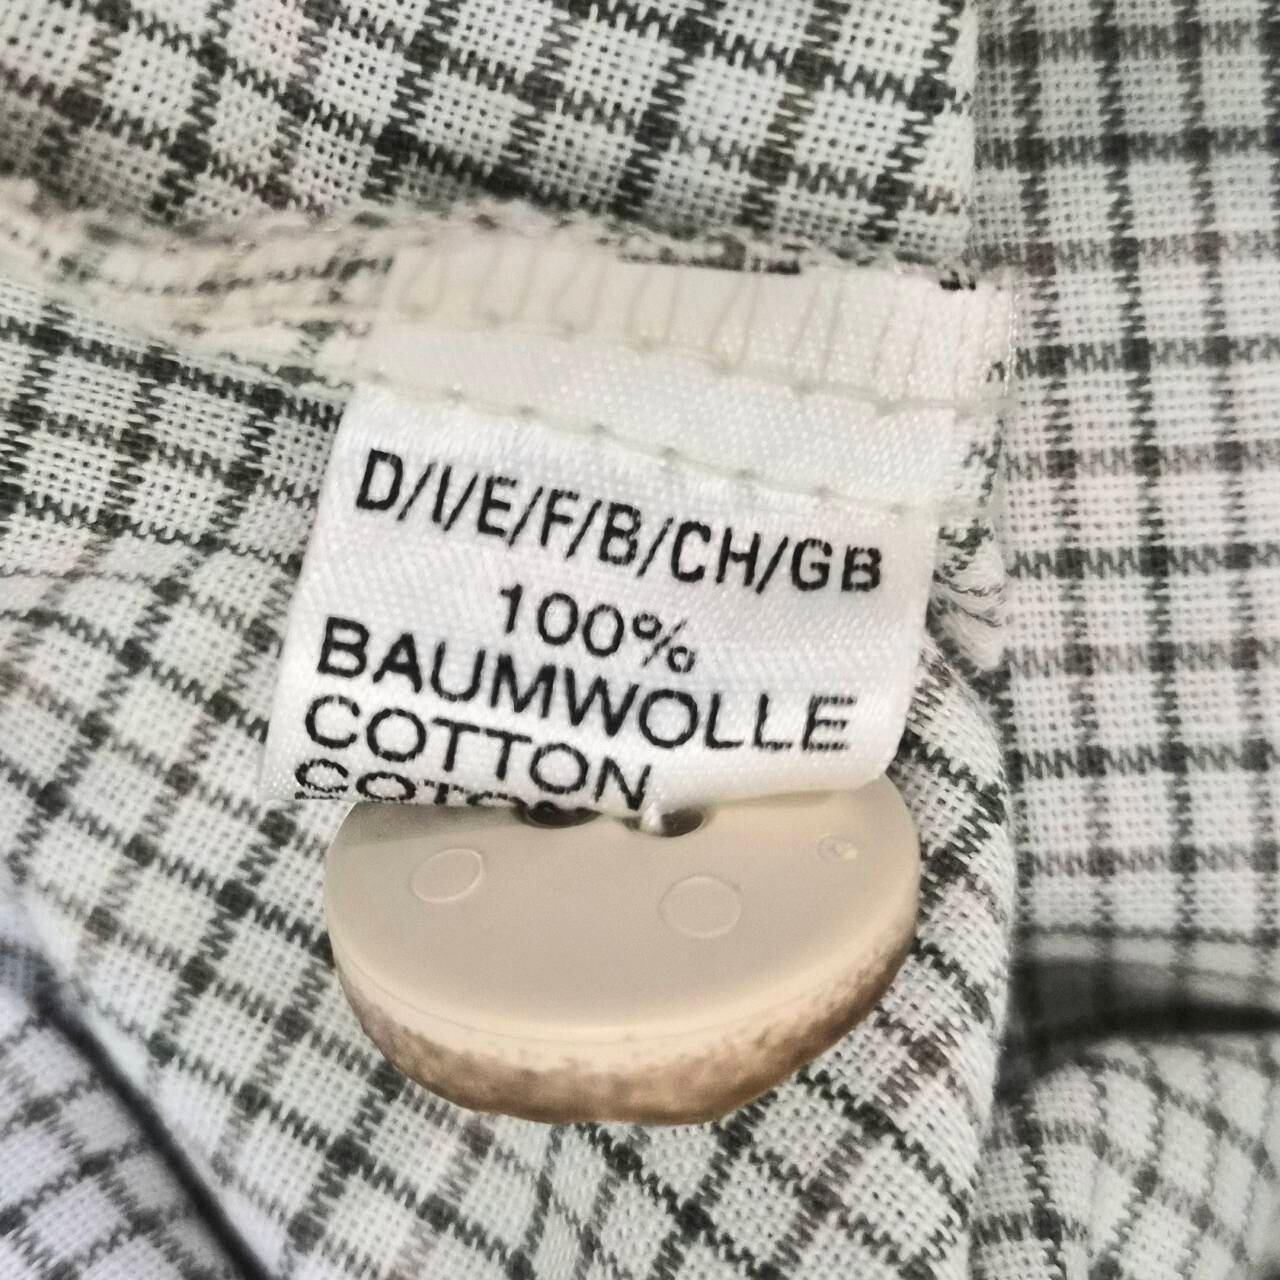 D/I/E/F/B/CH/GB
100%
BAUMWOLLE
COTTON